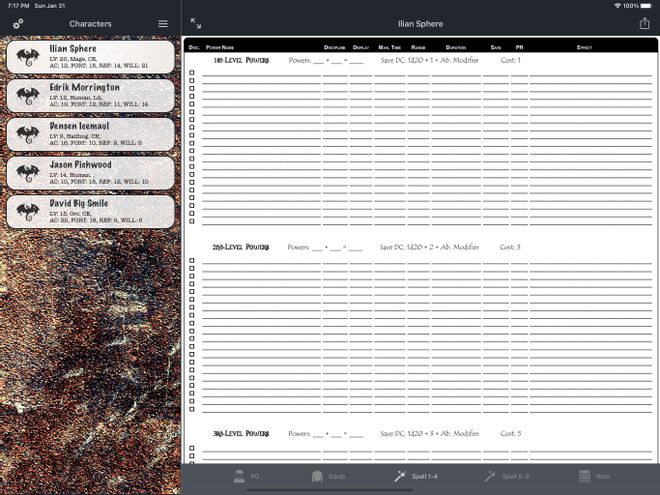 7:17 PM Sun Jan 31
100%
Characters
Ilian Sphere
Ilian Sphere
LV: 20, Mage, CE,
AC: 12, FORT: 18, REF: 14, WILL: 21
Edrik Morrington
LV: 12, Human, LG,
AC: 19, FORT: 12, REF: 11, WILL: 14
Densen Icemaul
LV: 9, Halfling, CE,
AC: 16, FORT: 10, REF: 9, WILL: 8
Jason Pichwood
LV: 14, Human, ,
AC: 10, FORT: 18, REF: 12, WILL: 10
David Big Smile
LV: 15, Orc, CE,
AC: 20, FORT: 18, REF: 9, WILL: 6
Disc. Power Name Discipline Display Man. Time Range Duration Save PR Effect
1st-Level Powers Powers: ___ + ___ = ____ Save DC: 1d20 + 1 + Ab. Modifier Cost: 1
2nd-Level Powers Powers: ___ + ___ = ____ Save DC: 1d20 + 2 + Ab. Modifier Cost: 3
3rd-Level Powers Powers: ___ + ___ = ____ Save DC: 1d20 + 3 + Ab. Modifier Cost: 5
PG Equip Spell 1-4 Spell 5-9 Note